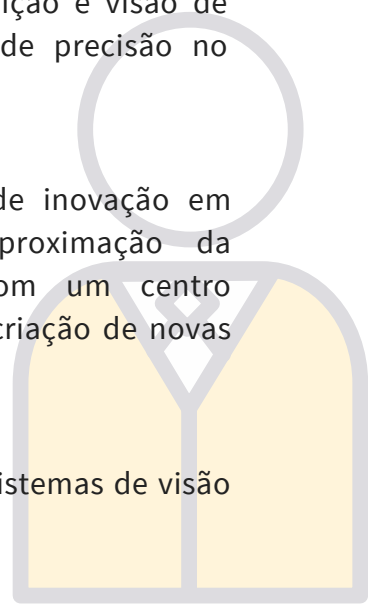 ição e visão de
de precisão no
de inovação em
proximação da
om um centro
criação de novas
istemas de visão